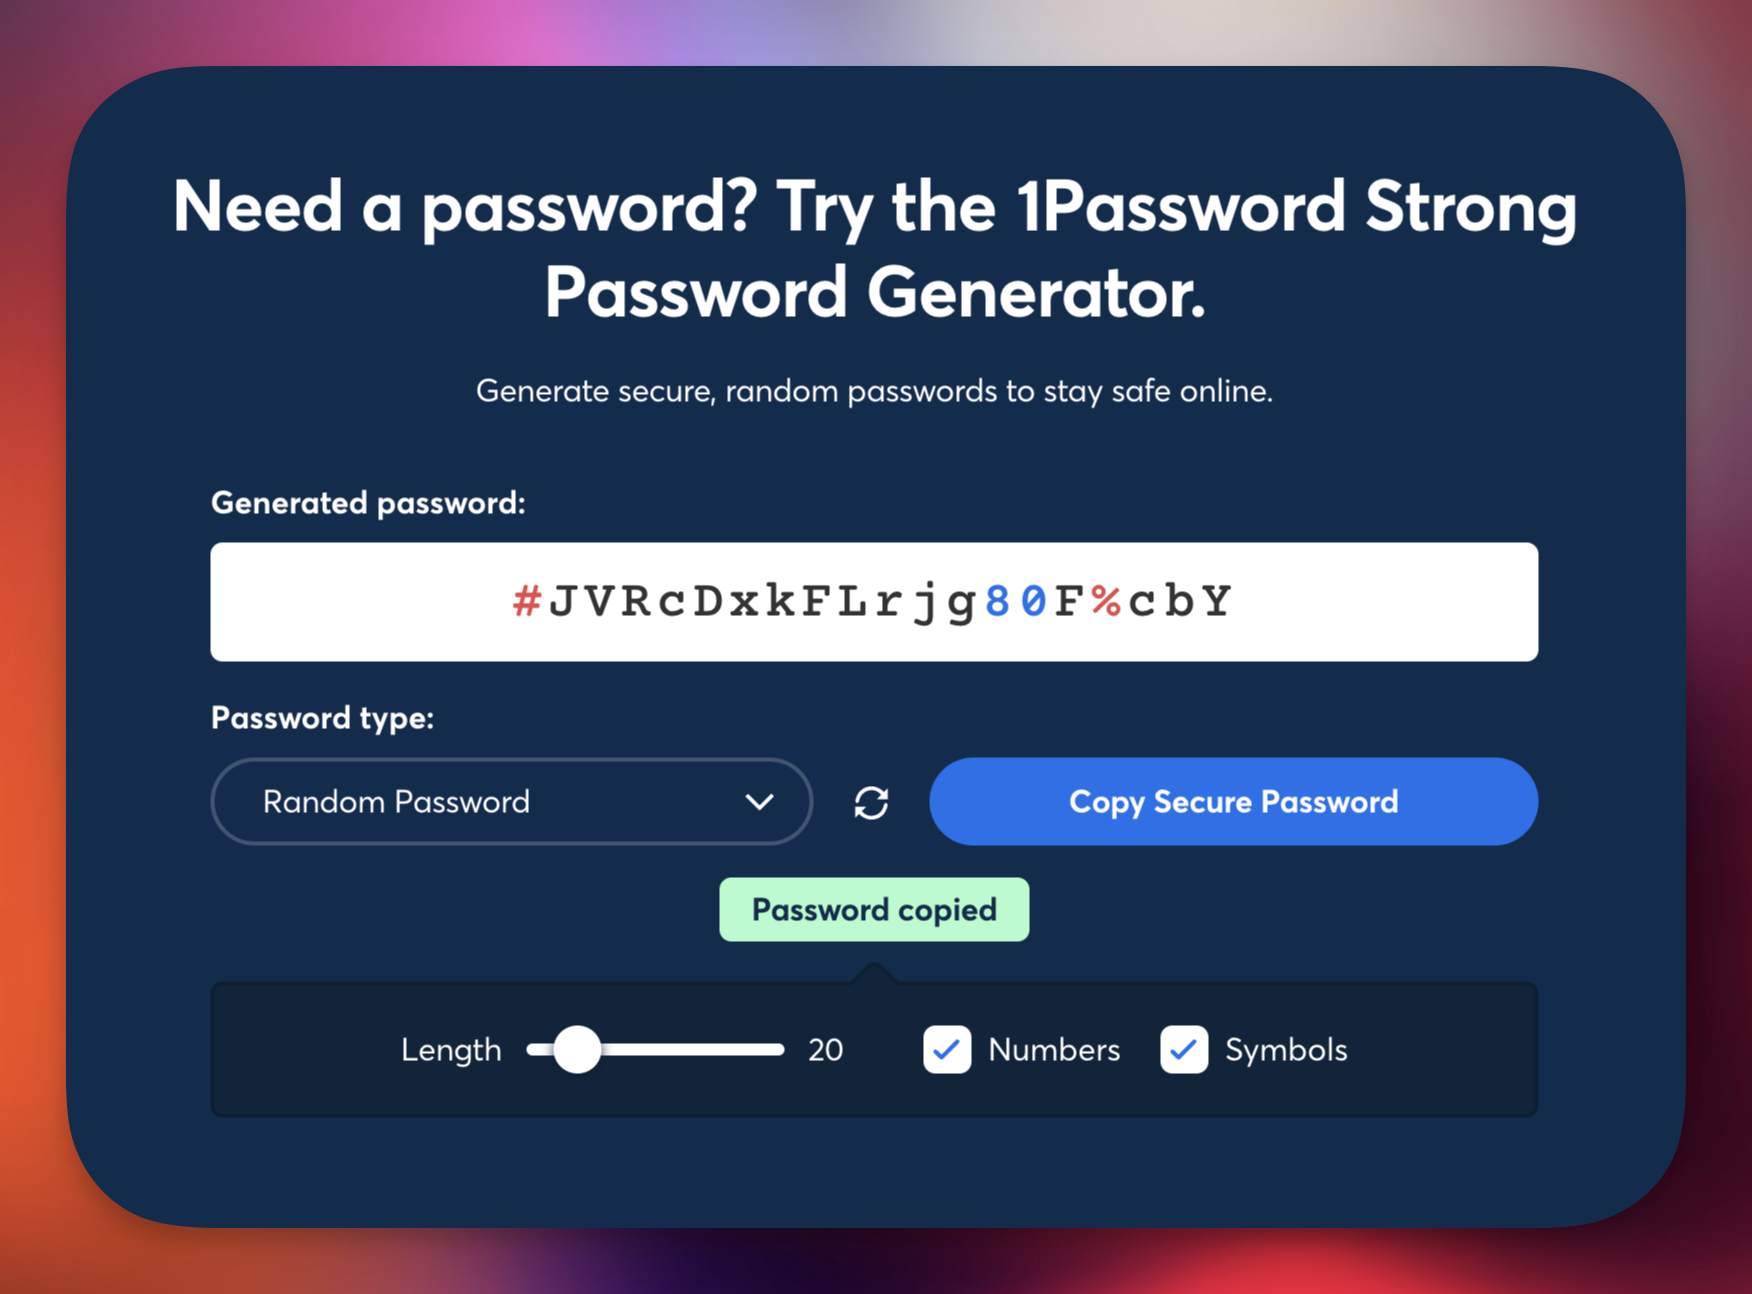 Need a password? Try the 1Password Strong
Password Generator.
Generate secure, random passwords to stay safe online.
Generated password:
#JVRcDxkFLrjg80F%cbY
Password type:
Random Password
Copy Secure Password
Password copied
Length 20 Numbers Symbols